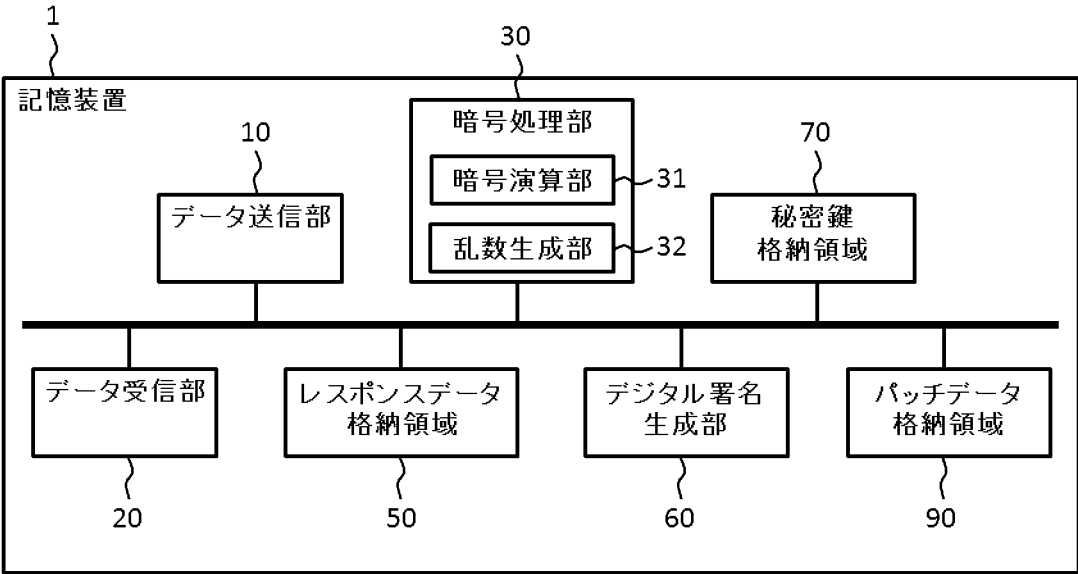 1
記憶装置
30
暗号処理部
暗号演算部
31
乱数生成部
32
10
データ送信部
70
秘密鍵
格納領域
データ受信部
20
レスポンスデータ
格納領域
50
デジタル署名
生成部
60
パッチデータ
格納領域
90